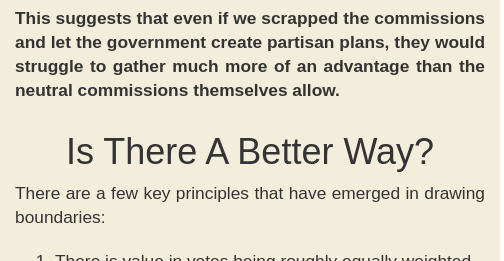 This suggests that even if we scrapped the commissions
and let the government create partisan plans, they would
struggle to gather much more of an advantage than the
neutral commissions themselves allow.
Is There A Better Way?
There are a few key principles that have emerged in drawing
boundaries:
1. There is value in votes being roughly equally weighted